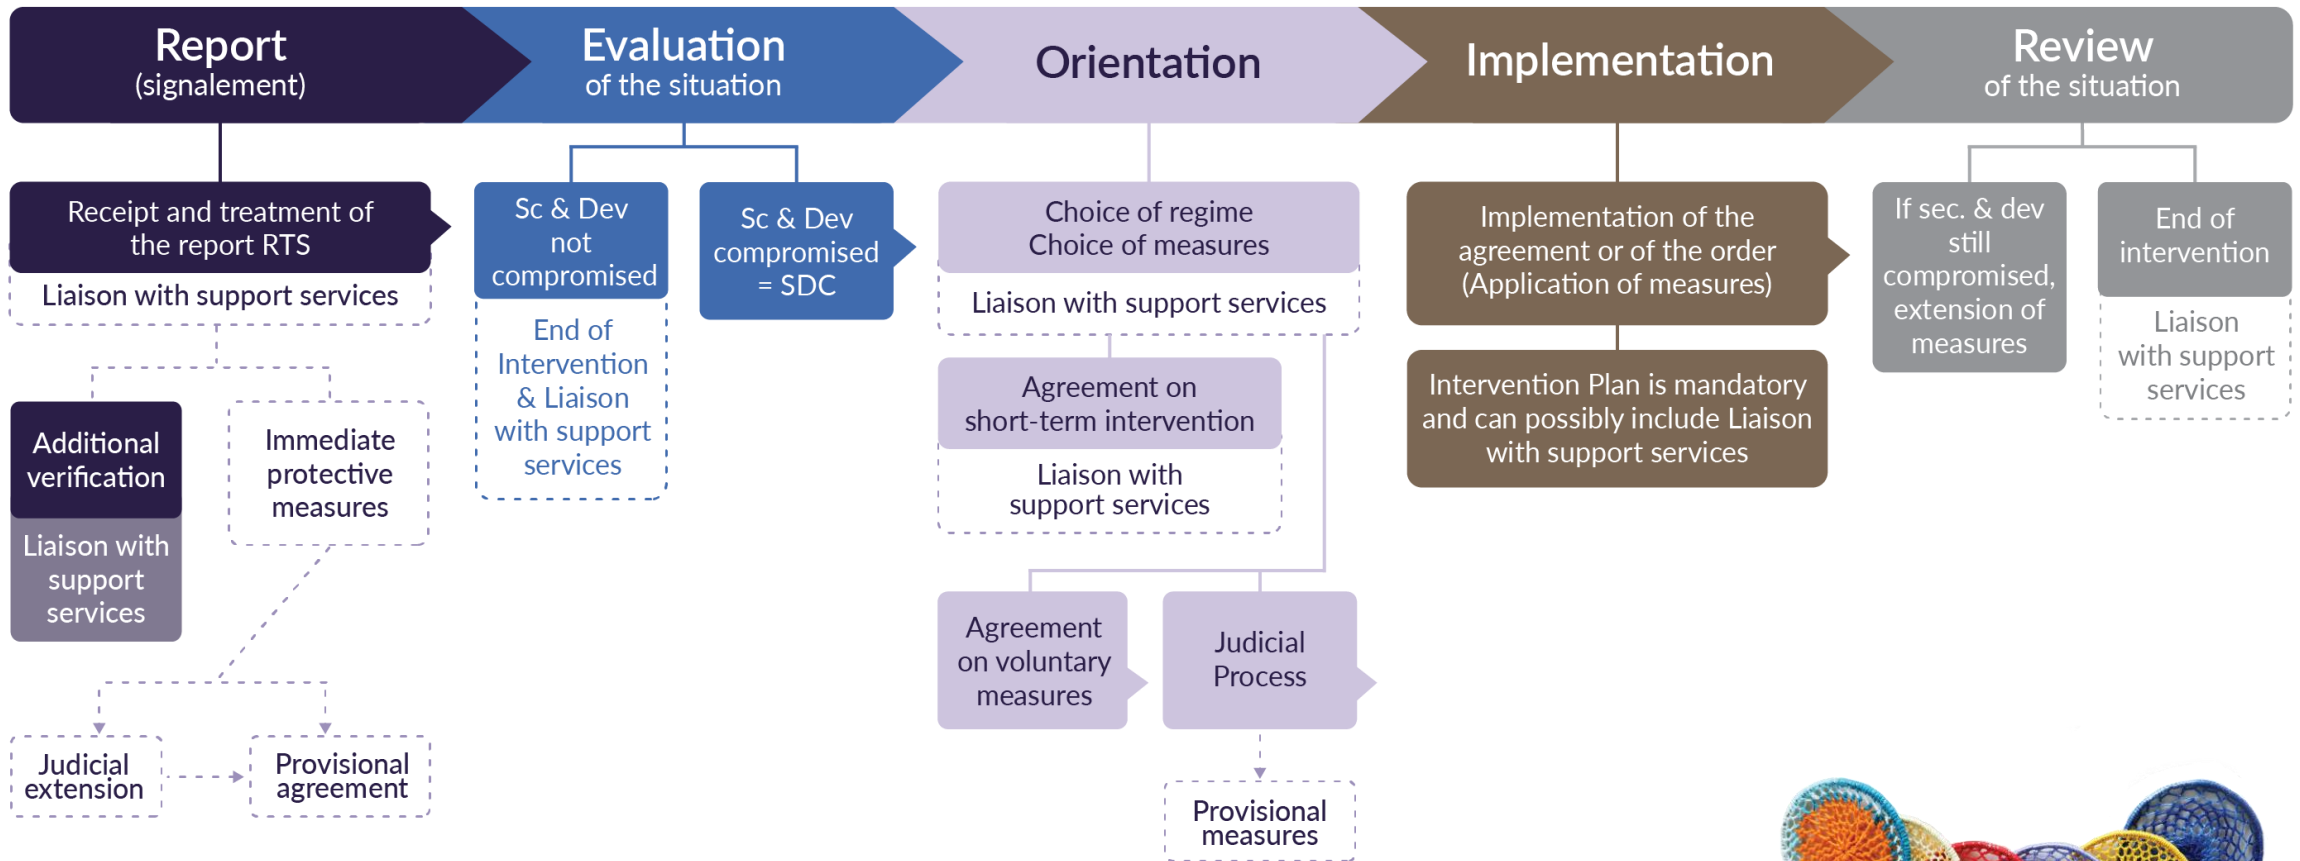 Report
(signalement)
Evaluation
of the situation
Orientation
Implementation
Review
of the situation
Receipt and treatment of
the report RTS
Liaison with support services
Additional
verification
Liaison with
support
services
Immediate
protective
measures
Judicial
extension
Provisional
agreement
Sc & Dev
not
compromised
End of
Intervention
& Liaison
with support
services
Sc & Dev
compromised
= SDC
Choice of regime
Choice of measures
Liaison with support services
Agreement on
short-term intervention
Liaison with
support services
Agreement
on voluntary
measures
Judicial
Process
Provisional
measures
Implementation of the
agreement or of the order
(Application of measures)
Intervention Plan is mandatory
and can possibly include Liaison
with support services
If sec. & dev
still
compromised,
extension of
measures
End of
intervention
Liaison
with support
services